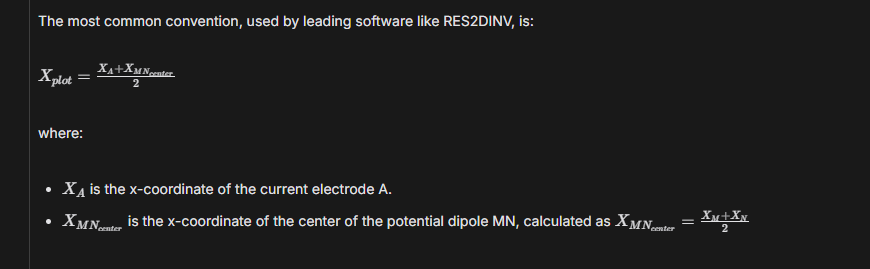 The most common convention, used by leading software like RES2DINV, is:
X_{plot} = \frac{X_A + X_{MN_{center}}}{2}
where:
• X_A is the x-coordinate of the current electrode A.
• X_{MN_{center}} is the x-coordinate of the center of the potential dipole MN, calculated as X_{MN_{center}} = \frac{X_M + X_N}{2}